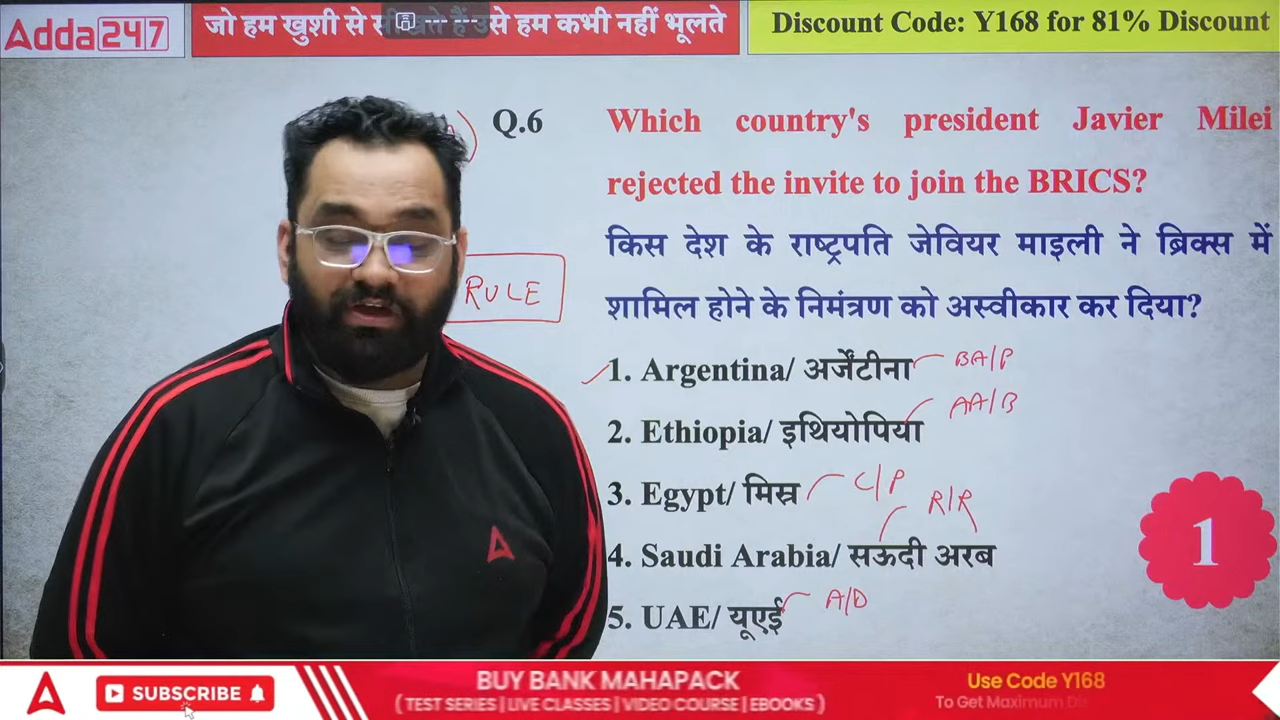 Adda247
जो हम खुशी से से हम कभी नहीं भूलते
Discount Code: Y168 for 81% Discount
Q.6
Which country's president Javier Milei
rejected the invite to join the BRICS?
किस देश के राष्ट्रपति जेवियर माइली ने ब्रिक्स में
शामिल होने के निमंत्रण को अस्वीकार कर दिया?
RULE
1. Argentina/ अर्जेंटीना BA/P
2. Ethiopia/ इथियोपिया AA/B
3. Egypt/ मिस्र C/P
4. Saudi Arabia/ सऊदी अरब R/R
5. UAE/ यूएई A/D
1
SUBSCRIBE
BUY BANK MAHAPACK
( TEST SERIES | LIVE CLASSES | VIDEO COURSE | EBOOKS )
Use Code Y168
To Get Maximum